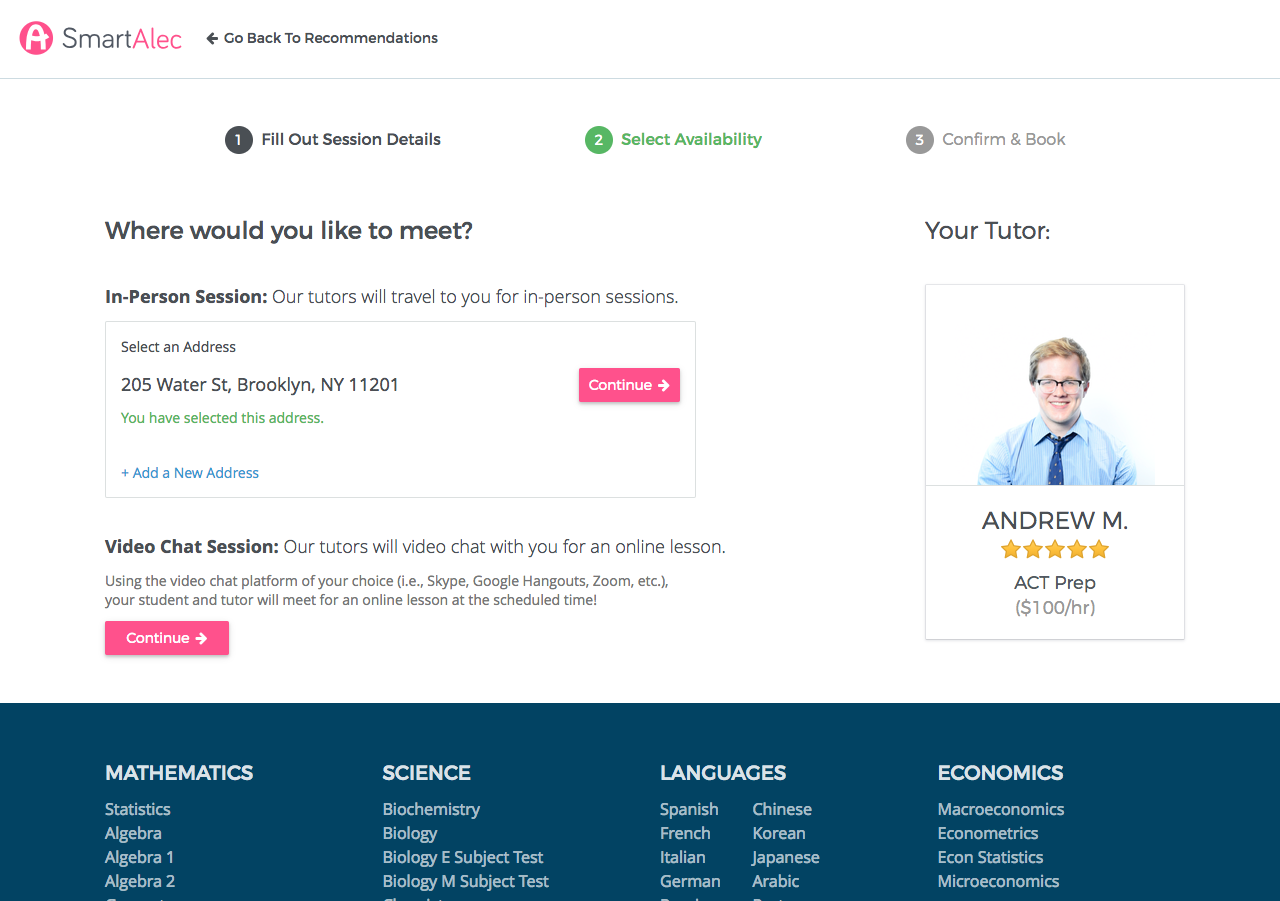 SmartAlec
Go Back To Recommendations
1 Fill Out Session Details
2 Select Availability
3 Confirm & Book
Where would you like to meet?
In-Person Session: Our tutors will travel to you for in-person sessions.
Select an Address
205 Water St, Brooklyn, NY 11201
Continue
You have selected this address.
+ Add a New Address
Video Chat Session: Our tutors will video chat with you for an online lesson.
Using the video chat platform of your choice (i.e., Skype, Google Hangouts, Zoom, etc.),
your student and tutor will meet for an online lesson at the scheduled time!
Continue
Your Tutor:
ANDREW M.
ACT Prep
($100/hr)
MATHEMATICS
Statistics
Algebra
Algebra 1
Algebra 2
SCIENCE
Biochemistry
Biology
Biology E Subject Test
Biology M Subject Test
LANGUAGES
Spanish
French
Italian
German
Chinese
Korean
Japanese
Arabic
ECONOMICS
Macroeconomics
Econometrics
Econ Statistics
Microeconomics